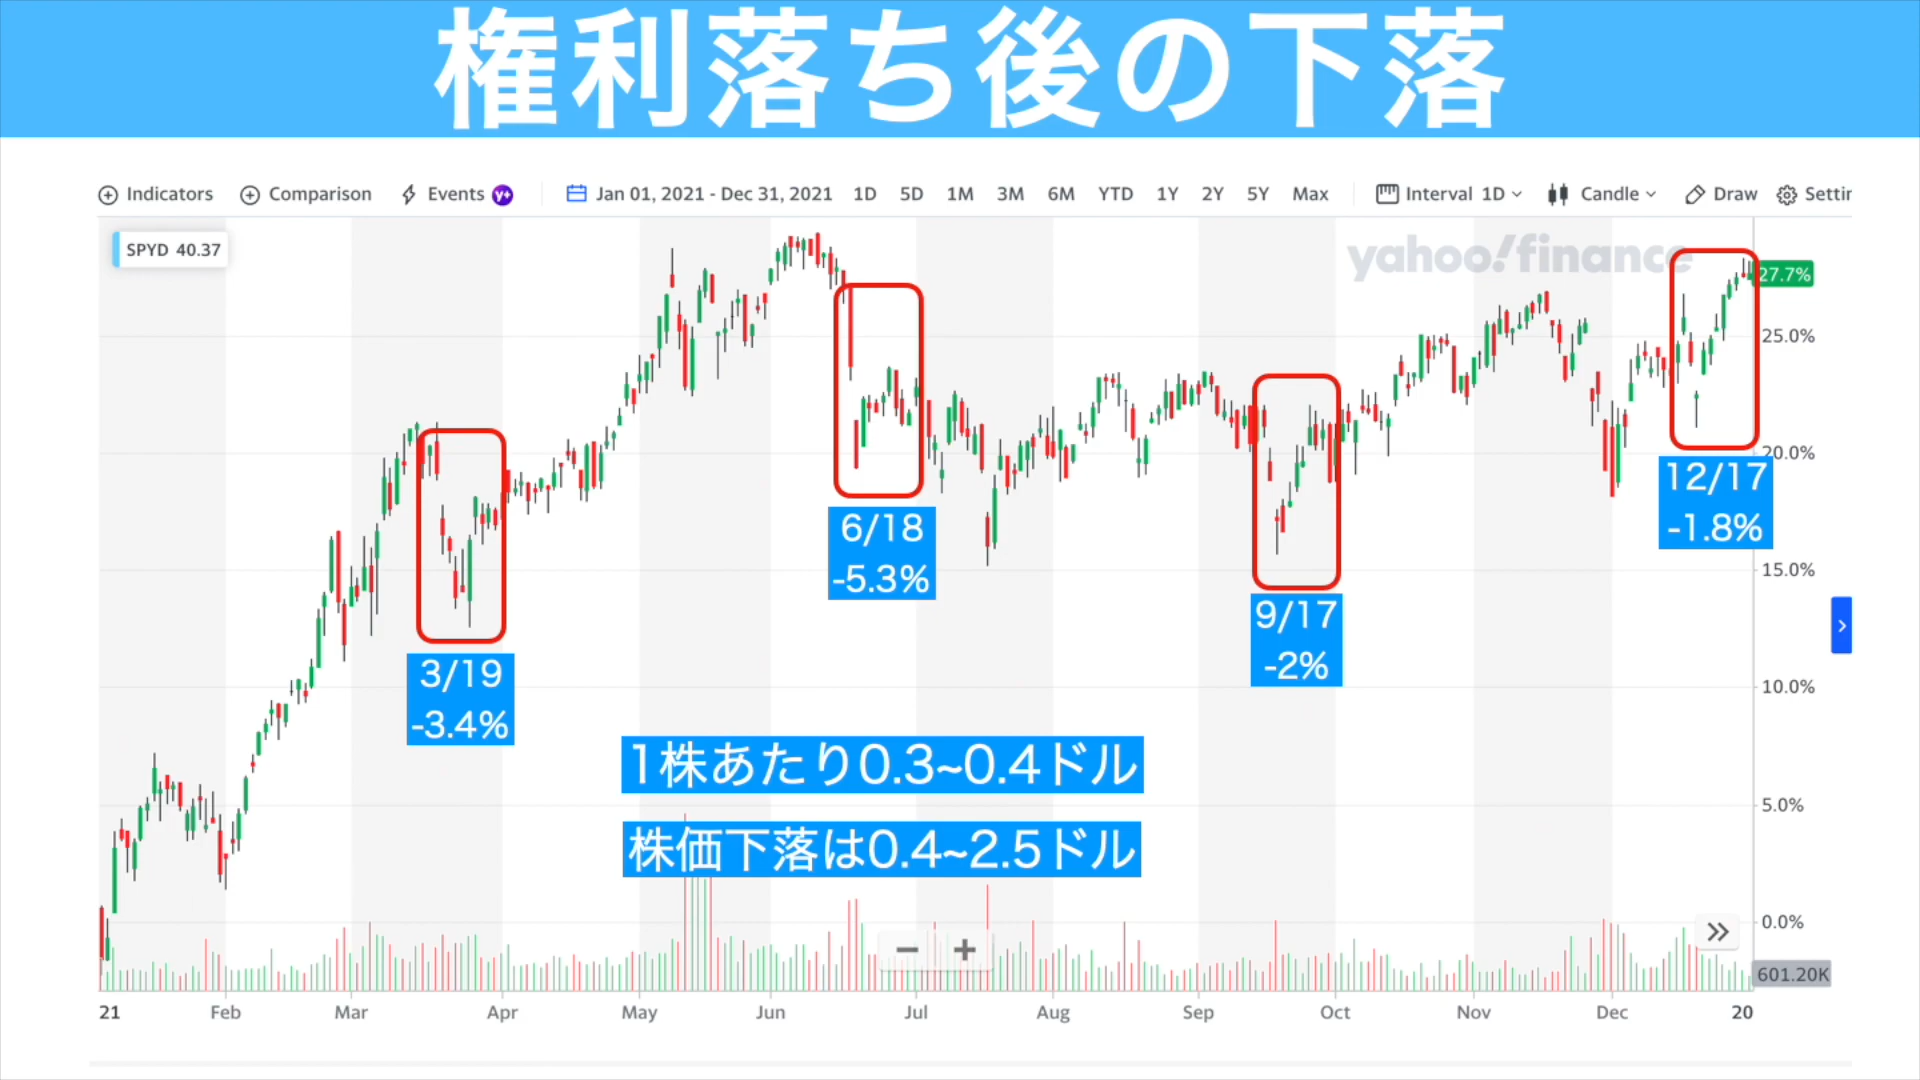 権利落ち後の下落
Indicators Comparison Events y+ Jan 01, 2021 - Dec 31, 2021 1D 5D 1M 3M 6M YTD 1Y 2Y 5Y Max Interval 1D Candle Draw Settin
SPYD 40.37
yahoo!finance
27.7%
25.0%
20.0%
15.0%
10.0%
5.0%
0.0%
3/19
-3.4%
6/18
-5.3%
9/17
-2%
12/17
-1.8%
1株あたり0.3~0.4ドル
株価下落は0.4~2.5ドル
601.20K
21 Feb Mar Apr May Jun Jul Aug Sep Oct Nov Dec 20